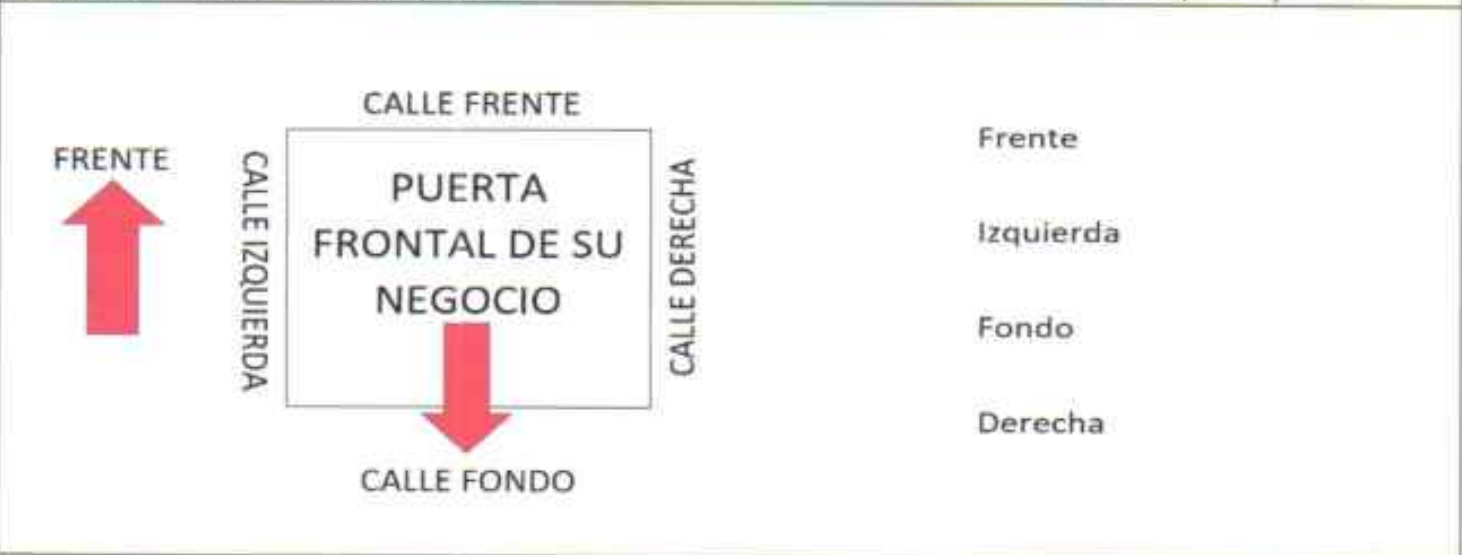 CALLE FRENTE
FRENTE
CALLE IZQUIERDA
PUERTA
FRONTAL DE SU
NEGOCIO
CALLE DERECHA
CALLE FONDO
Frente
Izquierda
Fondo
Derecha